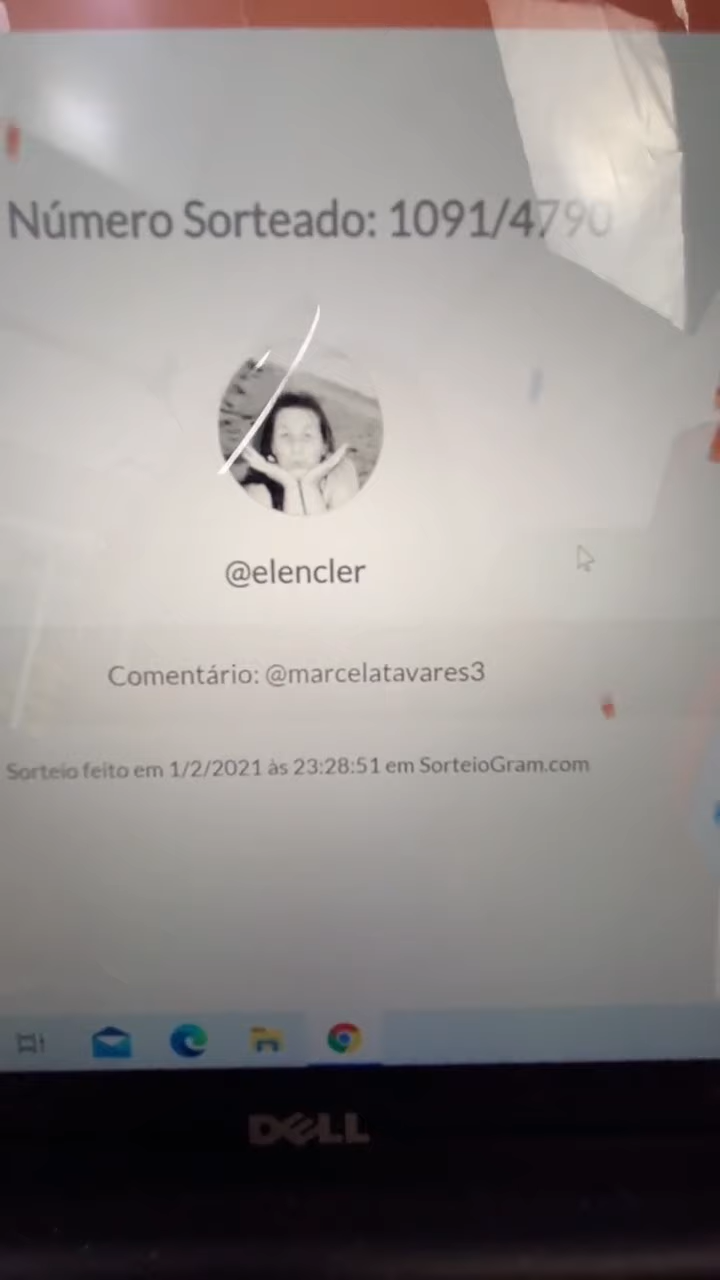 Número Sorteado: 1091/4790
@elencler
Comentário: @marcelatavares3
Sorteio feito em 1/2/2021 às 23:28:51 em SorteioGram.com
DELL